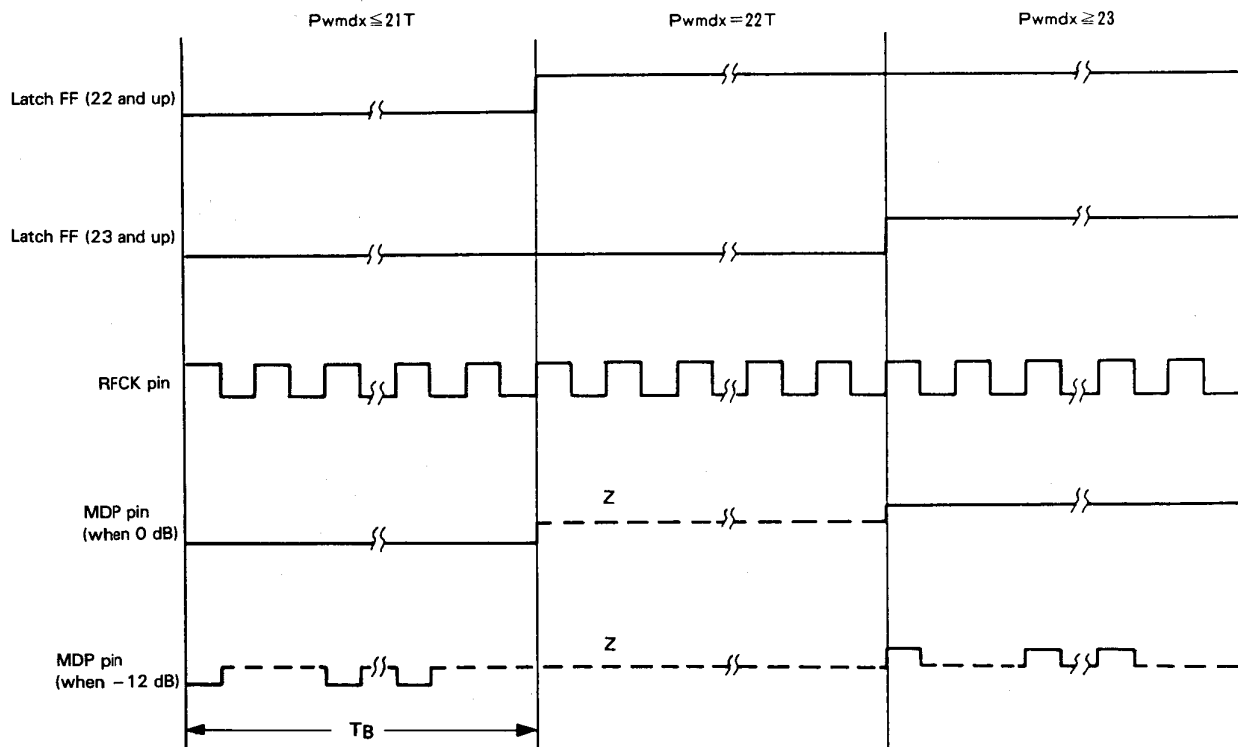 Pwmdx≦21T
Pwmdx=22T
Pwmdx≧23
Latch FF (22 and up)
Latch FF (23 and up)
RFCK pin
Z
MDP pin
(when 0 dB)
Z
MDP pin
(when −12 dB)
TB